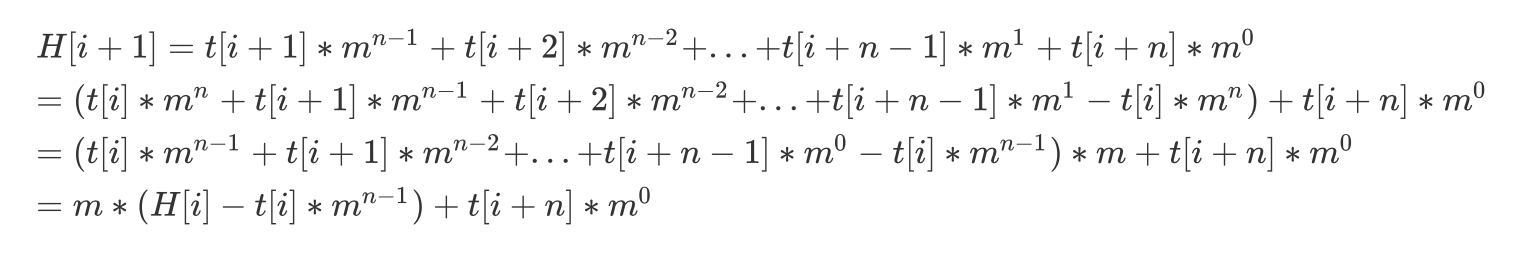 H[i + 1] = t[i + 1] ∗ m^{n−1} + t[i + 2] ∗ m^{n−2}+. . . +t[i + n − 1] ∗ m^1 + t[i + n] ∗ m^0
= (t[i] ∗ m^n + t[i + 1] ∗ m^{n−1} + t[i + 2] ∗ m^{n−2}+. . . +t[i + n − 1] ∗ m^1 − t[i] ∗ m^n) + t[i + n] ∗ m^0
= (t[i] ∗ m^{n−1} + t[i + 1] ∗ m^{n−2}+. . . +t[i + n − 1] ∗ m^0 − t[i] ∗ m^{n−1}) ∗ m + t[i + n] ∗ m^0
= m ∗ (H[i] − t[i] ∗ m^{n−1}) + t[i + n] ∗ m^0